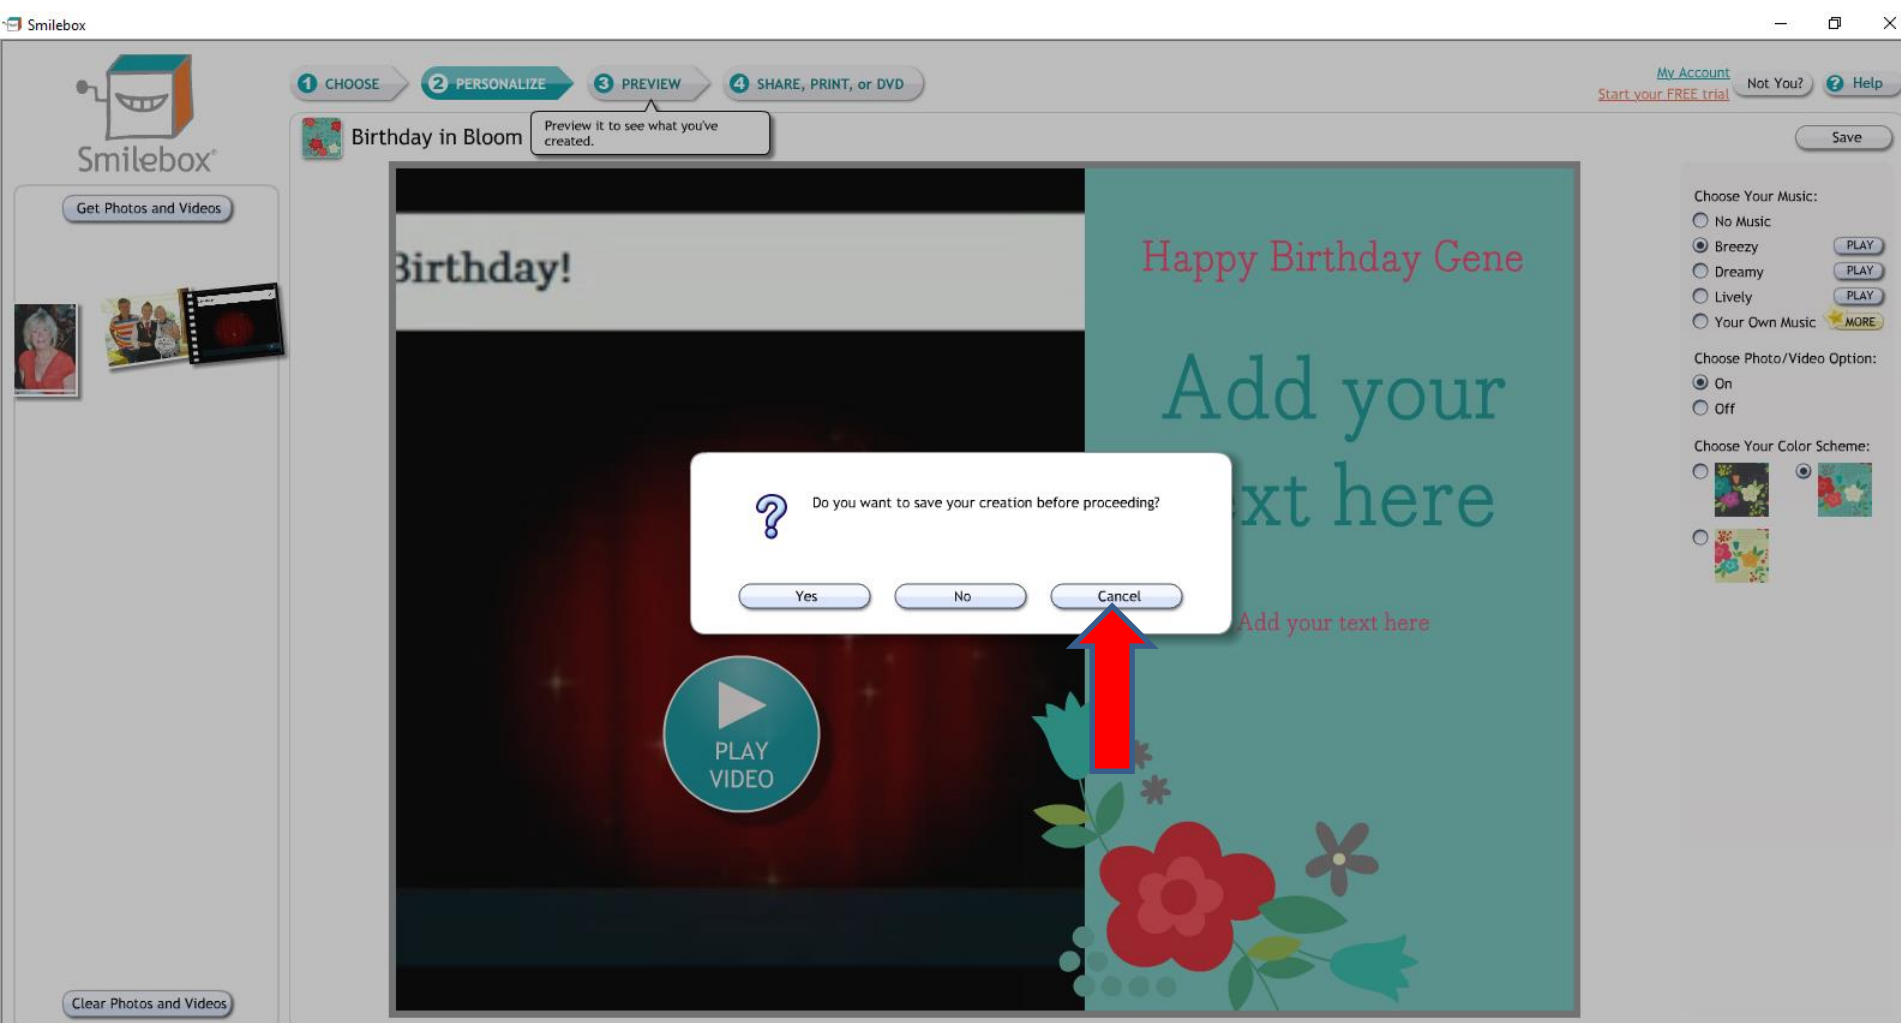 Smilebox
1 CHOOSE
2 PERSONALIZE
3 PREVIEW
4 SHARE, PRINT, or DVD
My Account
Start your FREE trial
Not You?
? Help
Smilebox®
Birthday in Bloom
Preview it to see what you've
created.
Save
Get Photos and Videos
Birthday!
Happy Birthday Gene
Add your
xt here
Add your text here
PLAY
VIDEO
Do you want to save your creation before proceeding?
Yes
No
Cancel
Choose Your Music:
No Music
Breezy PLAY
Dreamy PLAY
Lively PLAY
Your Own Music MORE
Choose Photo/Video Option:
On
Off
Choose Your Color Scheme:
Clear Photos and Videos